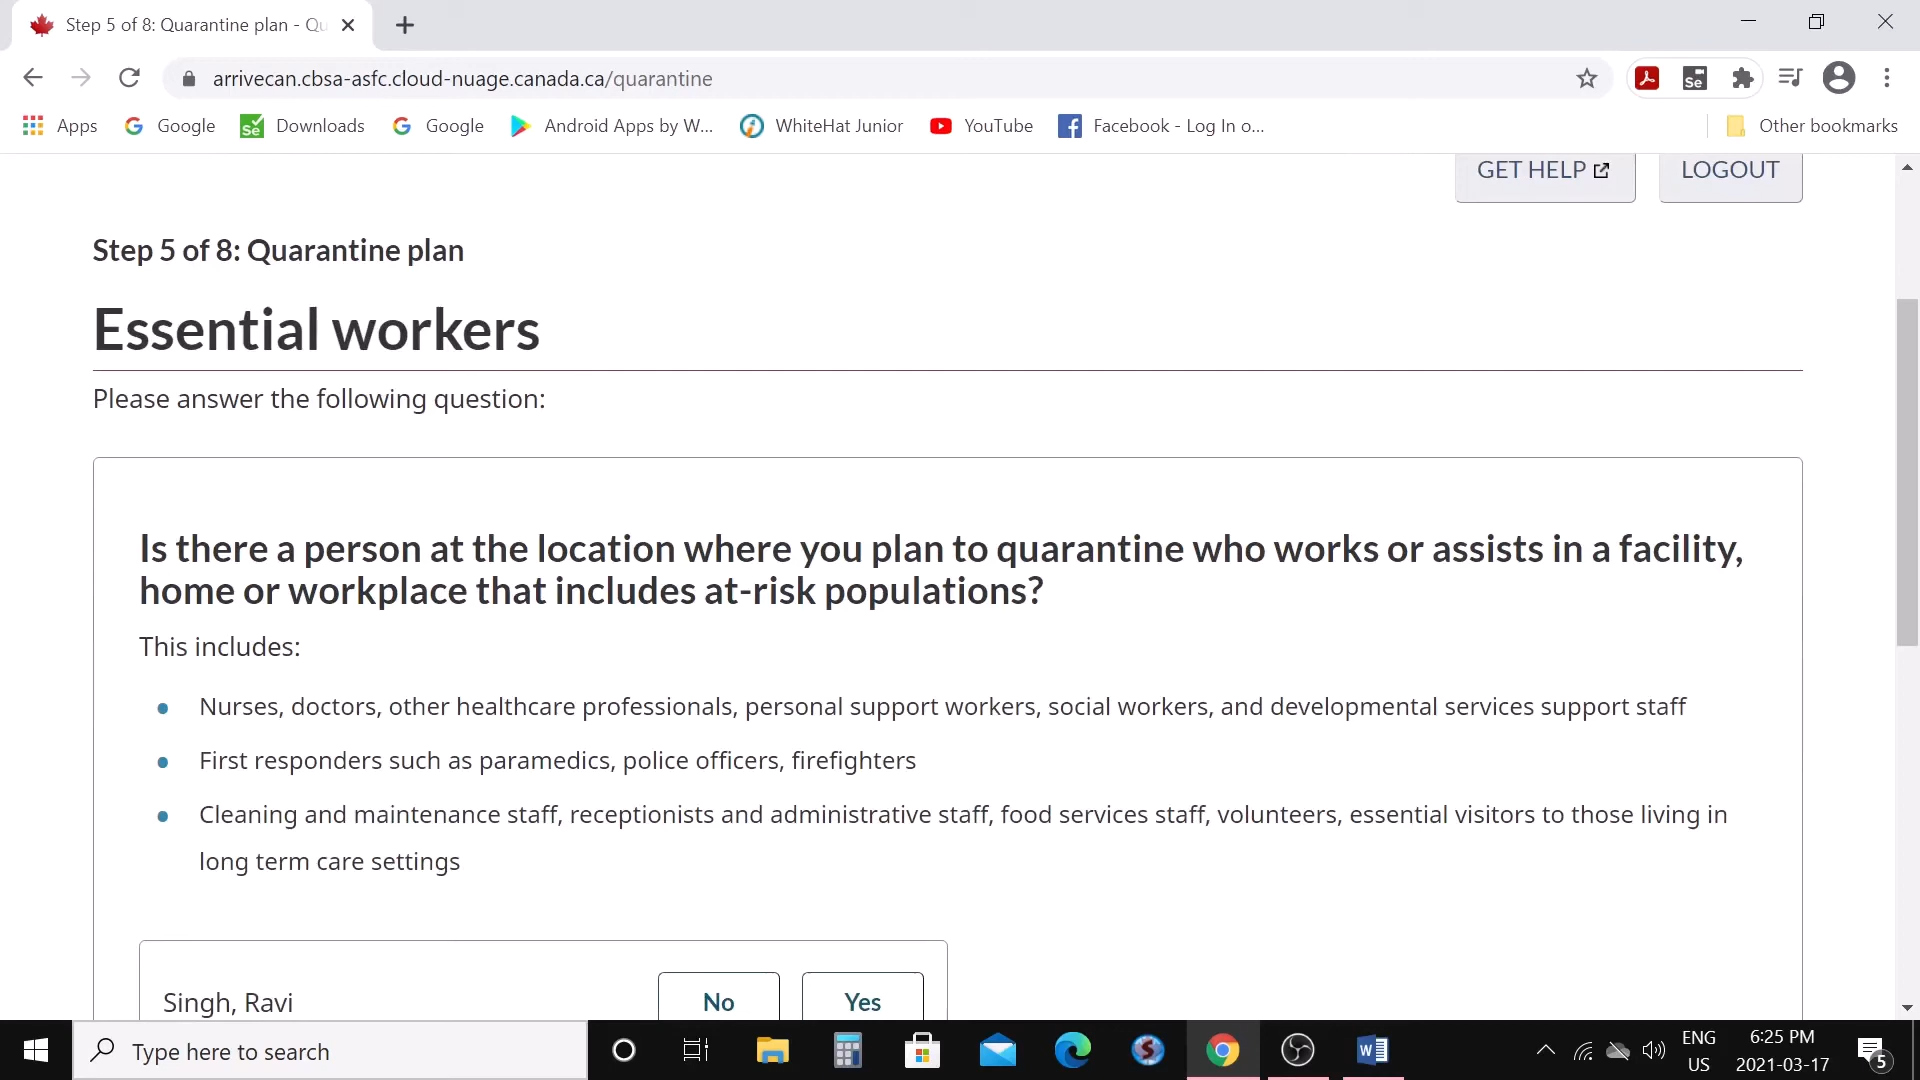 Step 5 of 8: Quarantine plan - Qu
arrivecan.cbsa-asfc.cloud-nuage.canada.ca/quarantine
Se
Apps
Google
Se
Downloads
Google
Android Apps by W...
WhiteHat Junior
YouTube
Facebook - Log In o...
Other bookmarks
GET HELP
LOGOUT
Step 5 of 8: Quarantine plan
Essential workers
Please answer the following question:
Is there a person at the location where you plan to quarantine who works or assists in a facility,
home or workplace that includes at-risk populations?
This includes:
Nurses, doctors, other healthcare professionals, personal support workers, social workers, and developmental services support staff
First responders such as paramedics, police officers, firefighters
Cleaning and maintenance staff, receptionists and administrative staff, food services staff, volunteers, essential visitors to those living in
long term care settings
Singh, Ravi
No
Yes
Type here to search
ENG
US
6:25 PM
2021-03-17
5